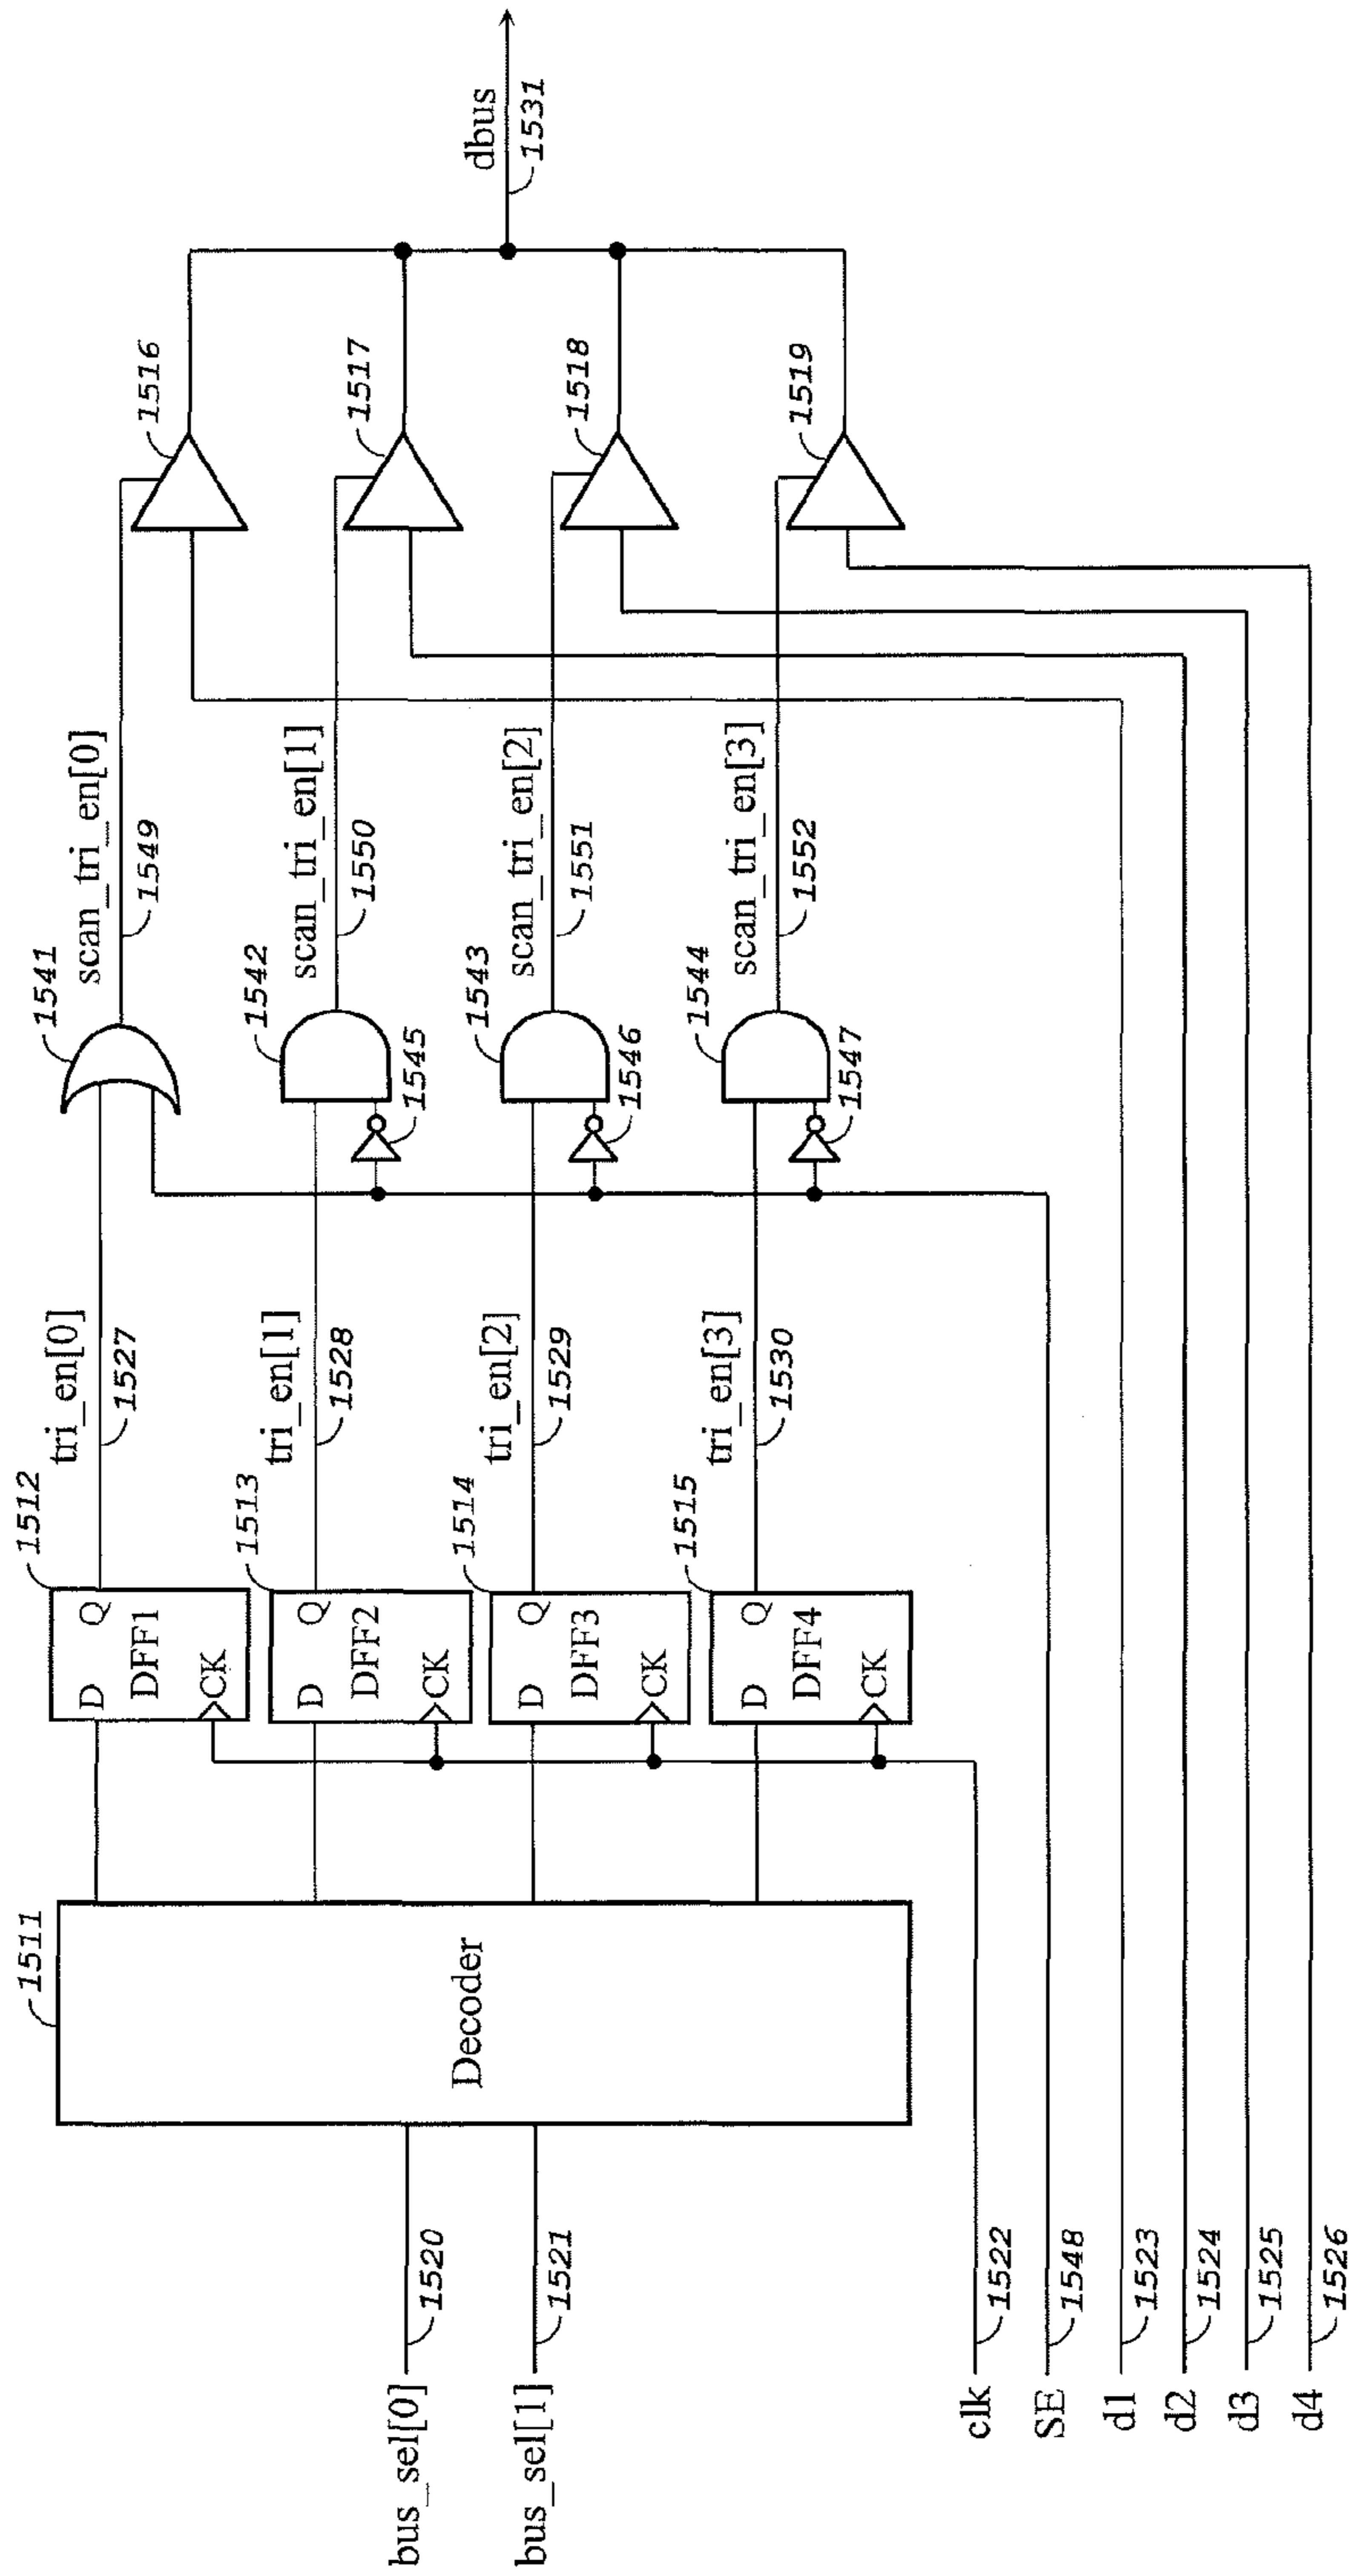 1511
Decoder
bus_sel[0]
1520
bus_sel[1]
1521
1512
D Q
DFF1
CK
1513
D Q
DFF2
CK
1514
D Q
DFF3
CK
1515
D Q
DFF4
CK
tri_en[0]
1527
tri_en[1]
1528
tri_en[2]
1529
tri_en[3]
1530
1541
1542
1545
1543
1546
1544
1547
scan_tri_en[0]
1549
scan_tri_en[1]
1550
scan_tri_en[2]
1551
scan_tri_en[3]
1552
1516
1517
1518
1519
dbus
1531
clk
1522
SE
1548
d1
1523
d2
1524
d3
1525
d4
1526